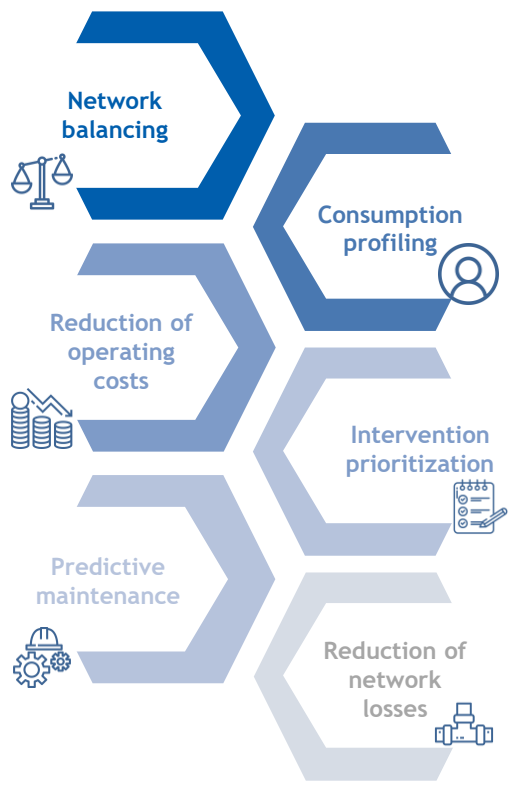 Network
balancing
Consumption
profiling
Reduction of
operating
costs
Intervention
prioritization
Predictive
maintenance
Reduction of
network
losses